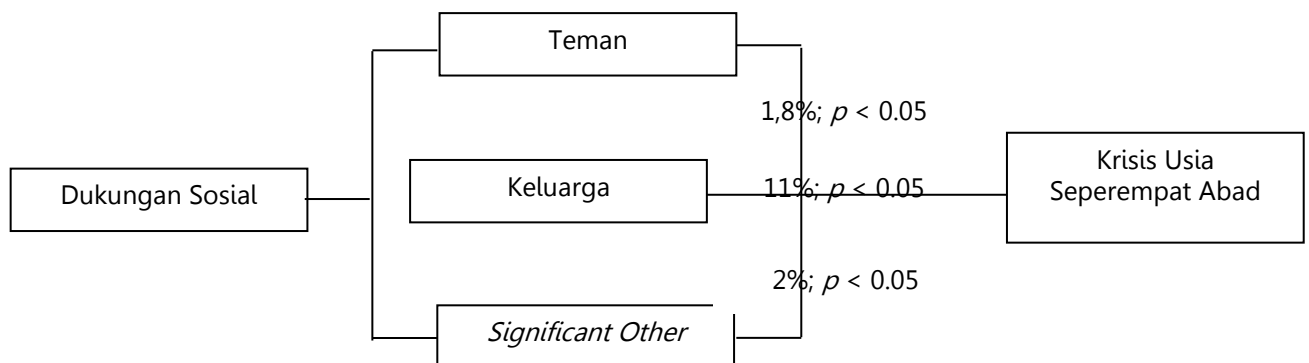 Teman
1,8%; p < 0.05
Dukungan Sosial
Keluarga
11%; p < 0.05
Krisis Usia
Seperempat Abad
2%; p < 0.05
Significant Other